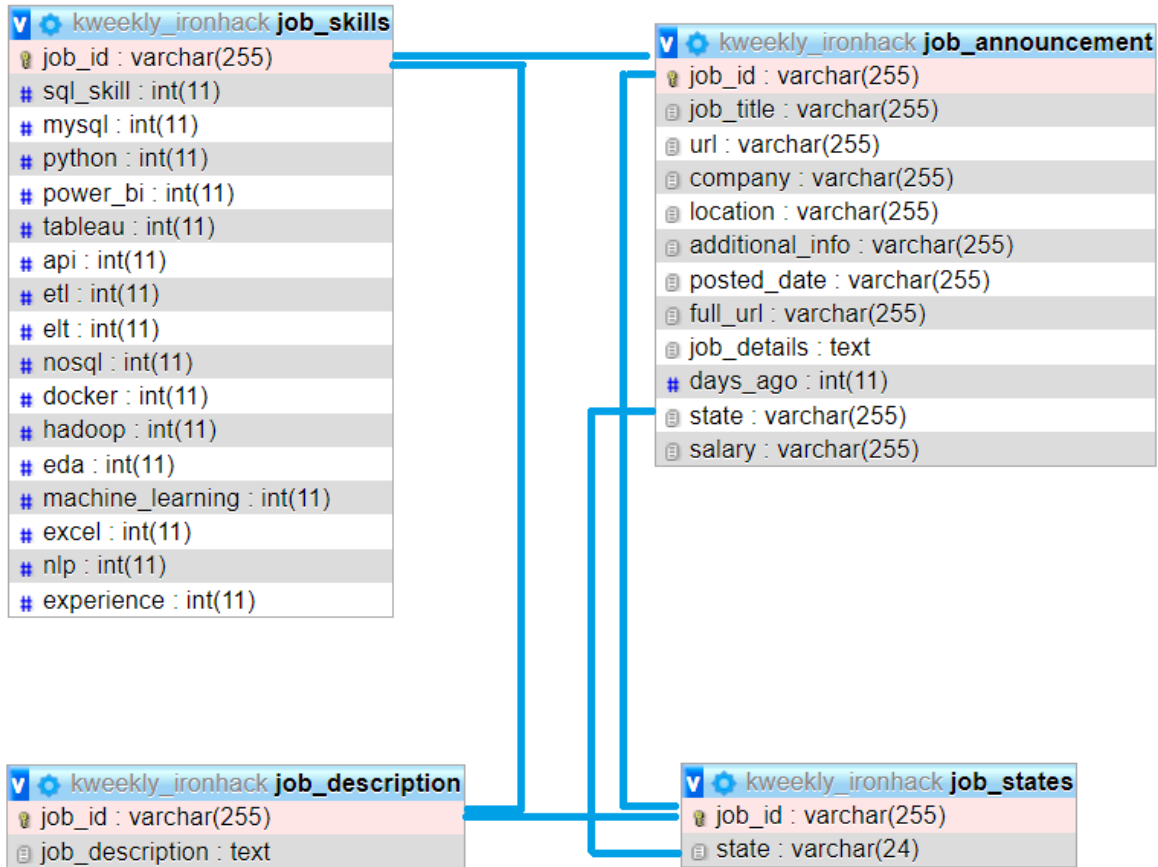 kweekly_ironhack job_skills
job_id : varchar(255)
# sql_skill : int(11)
# mysql : int(11)
# python : int(11)
# power_bi : int(11)
# tableau : int(11)
# api : int(11)
# etl : int(11)
# elt : int(11)
# nosql : int(11)
# docker : int(11)
# hadoop : int(11)
# eda : int(11)
# machine_learning : int(11)
# excel : int(11)
# nlp : int(11)
# experience : int(11)
v kweekly_ironhack job_announcement
job_id : varchar(255)
job_title : varchar(255)
url : varchar(255)
company : varchar(255)
location : varchar(255)
additional_info : varchar(255)
posted_date : varchar(255)
full_url : varchar(255)
job_details : text
# days_ago : int(11)
state : varchar(255)
salary : varchar(255)
v kweekly_ironhack job_description
job_id : varchar(255)
job_description : text
v kweekly_ironhack job_states
job_id : varchar(255)
state : varchar(24)